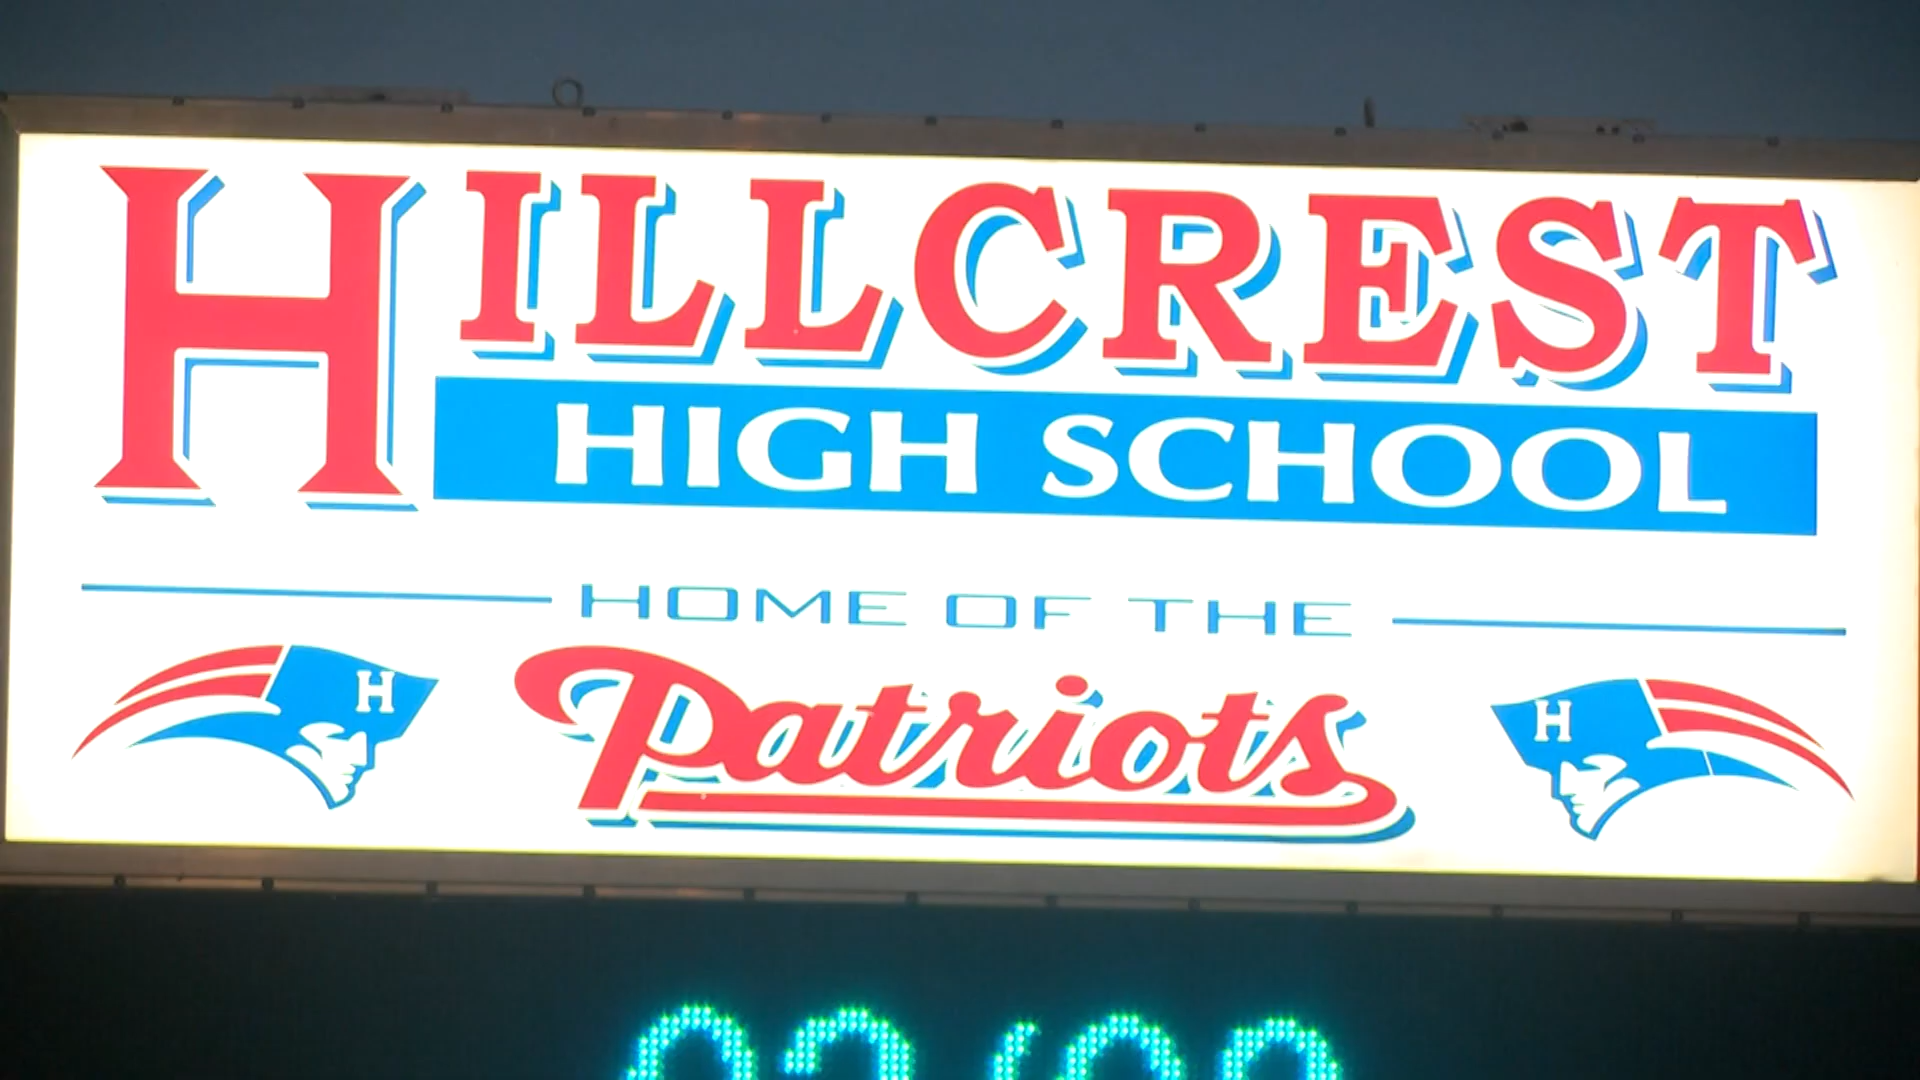 HILLCREST
HIGH SCHOOL
HOME OF THE
H Patriots H